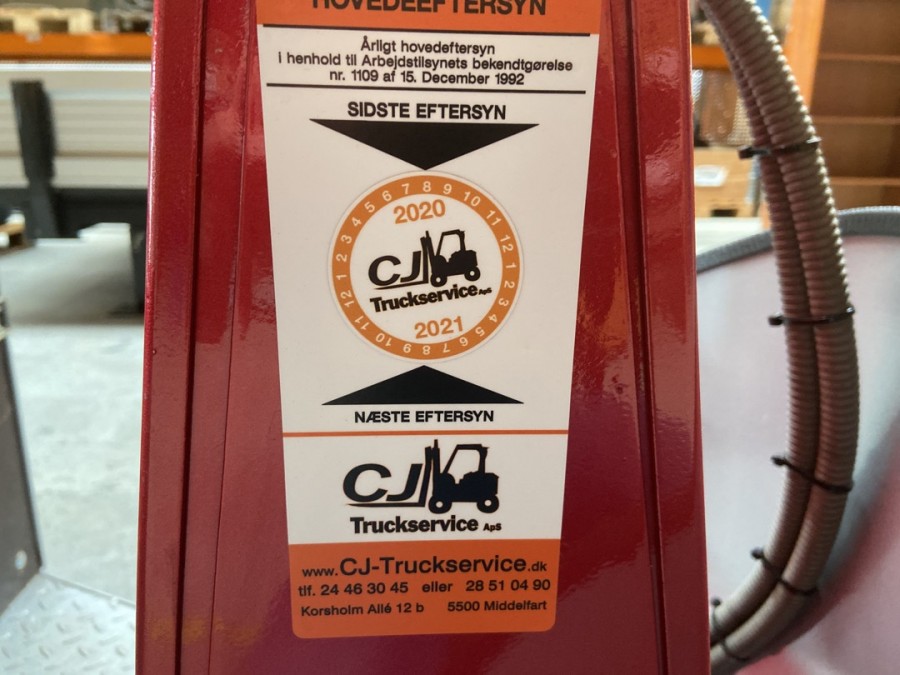 HOVEDEEFTERSYN
Årligt hovedeftersyn
i henhold til Arbejdstilsynets bekendtgørelse
nr. 1109 af 15. December 1992
SIDSTE EFTERSYN
1 2 3 4 5 6 7 8 9 10 11 12
2020
CJ
Truckservice ApS
2021
1 2 3 4 5 6 7 8 9 10 11 12
NÆSTE EFTERSYN
CJ
Truckservice ApS
www.CJ-Truckservice.dk
tlf. 24 46 30 45 eller 28 51 04 90
Korsholm Allé 12 b 5500 Middelfart